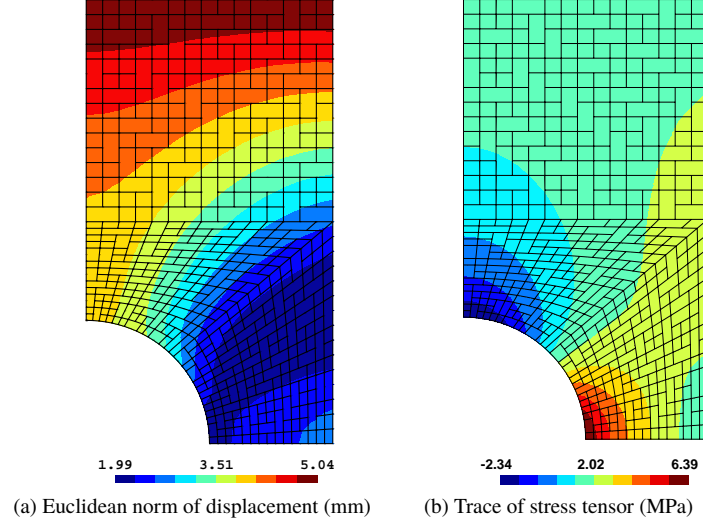 1.99 3.51 5.04
-2.34 2.02 6.39
(a) Euclidean norm of displacement (mm)
(b) Trace of stress tensor (MPa)